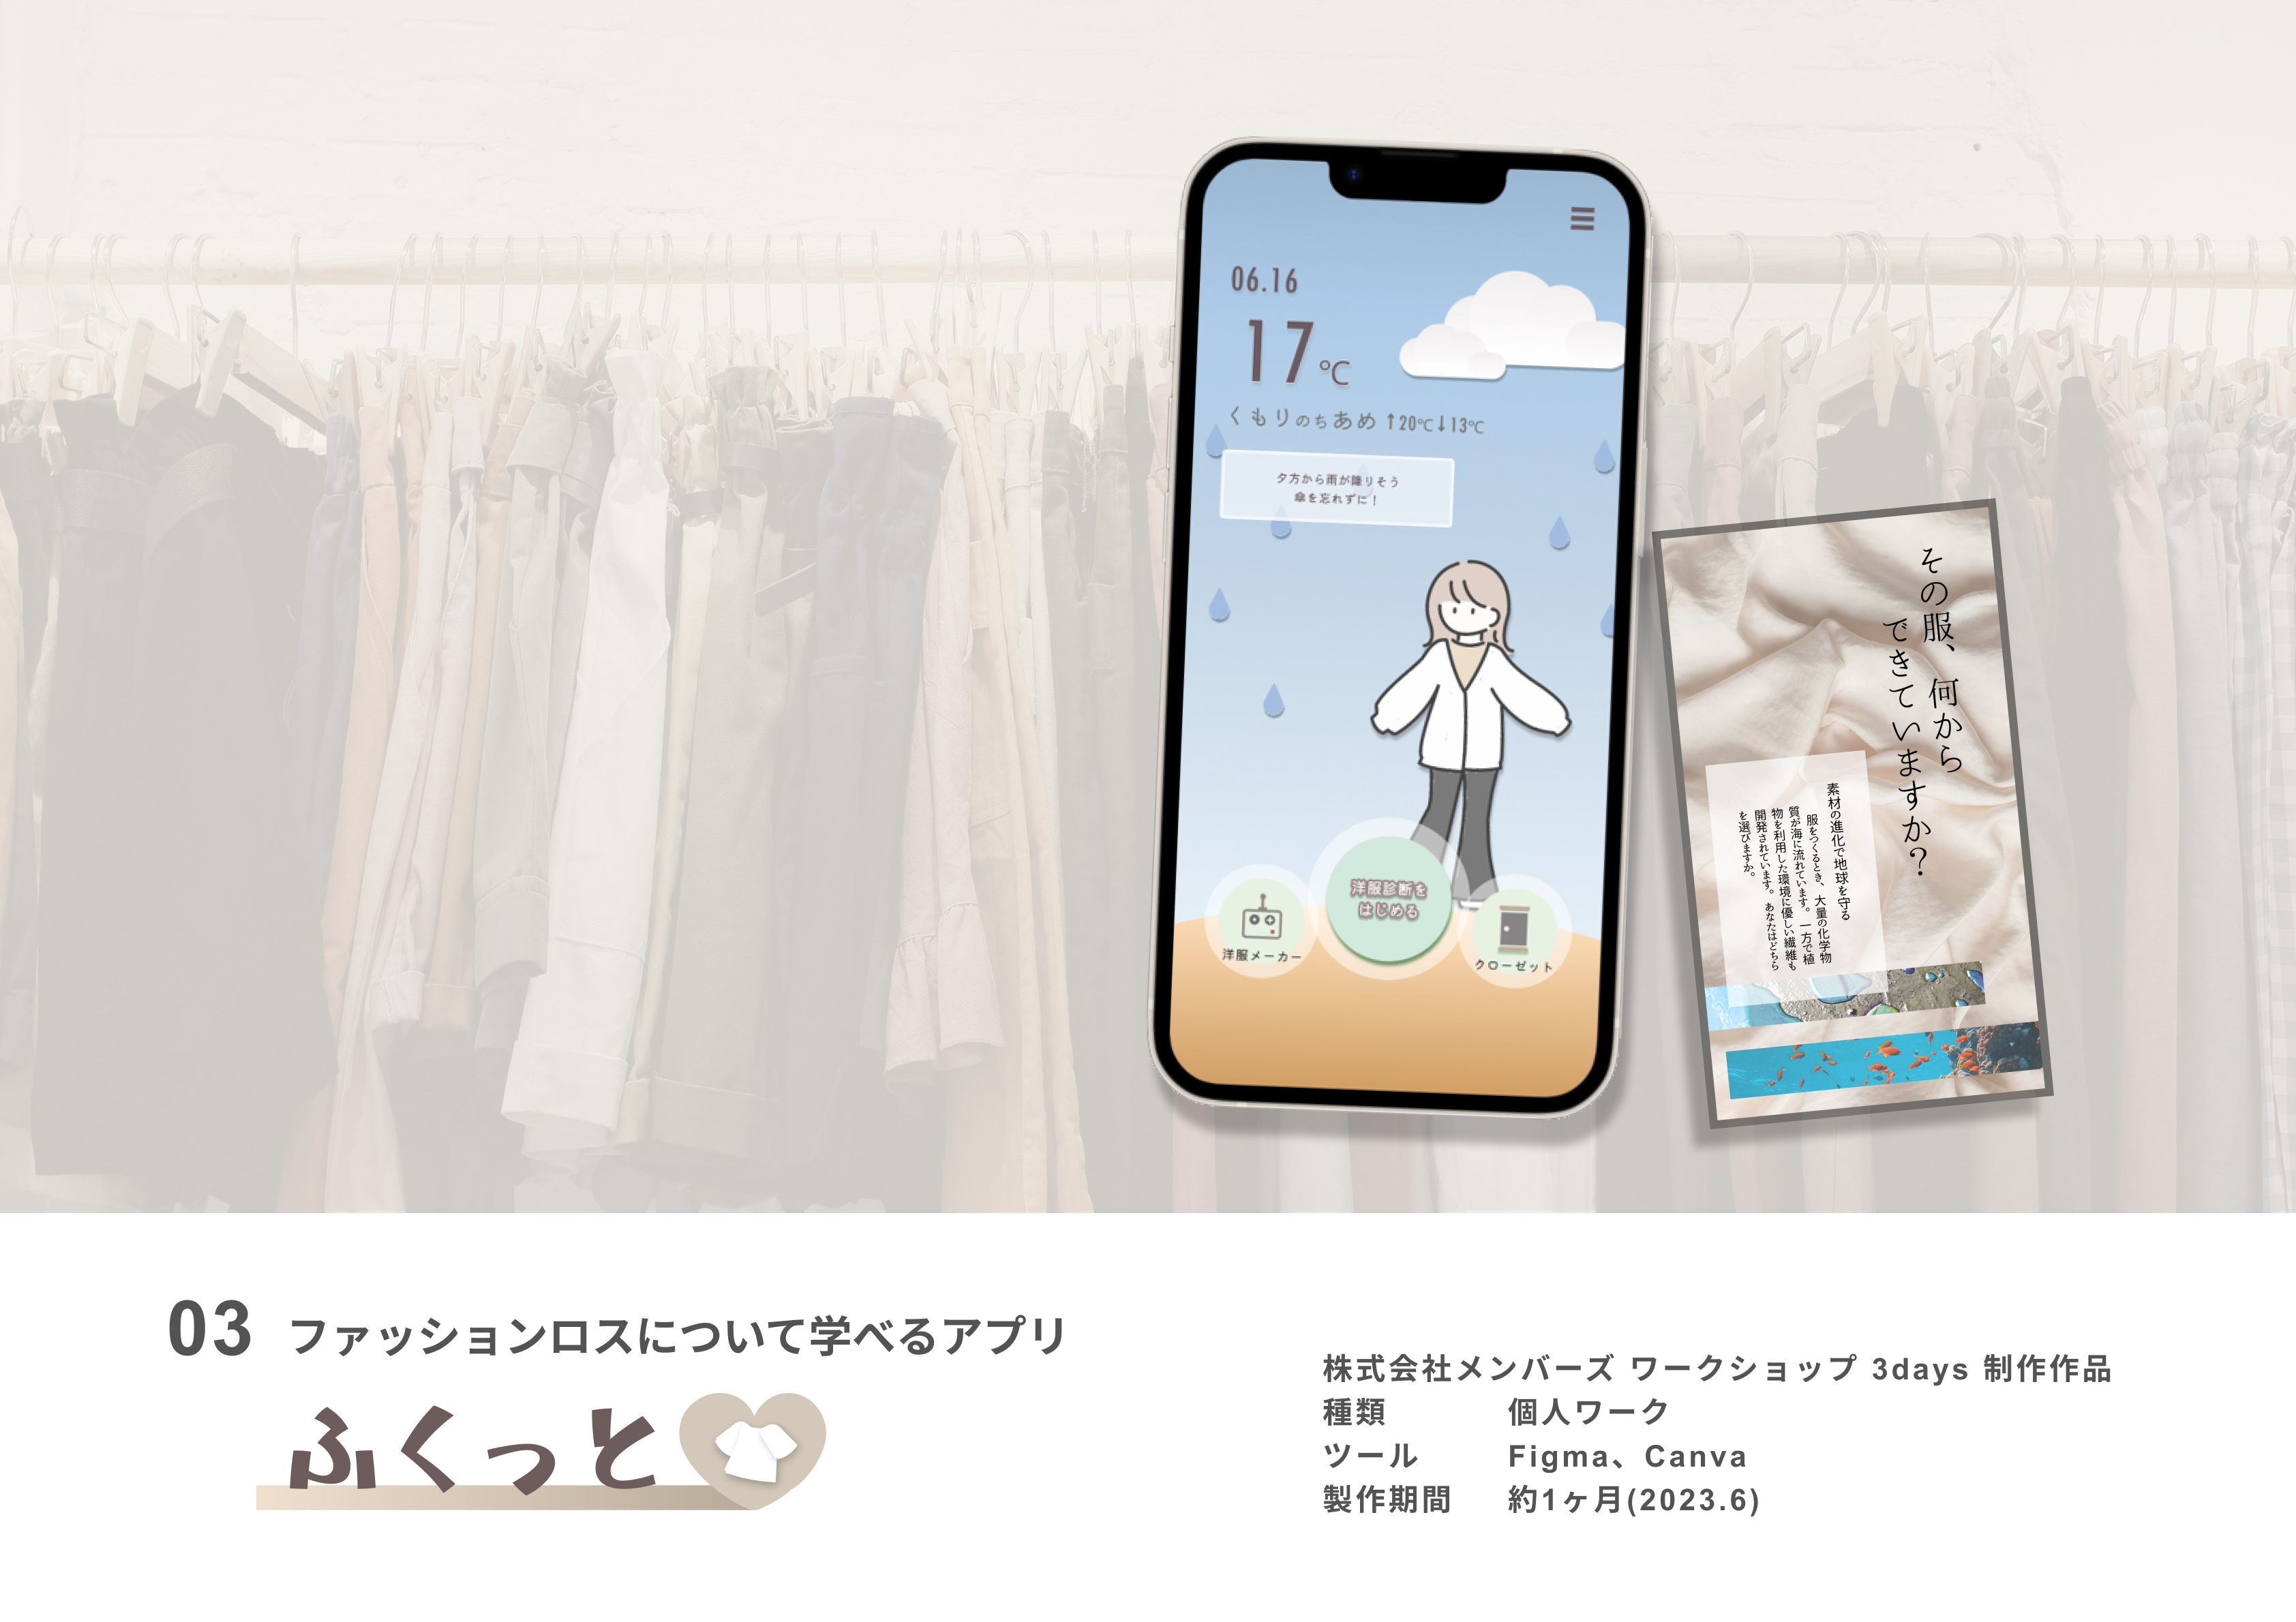 06.16
17℃
くもりのちあめ ↑20℃↓13℃
夕方から雨が降りそう
傘を忘れずに！
洋服診断を
はじめる
洋服メーカー
クローゼット
その服、何から
できていますか？
素材の進化で地球を守る
服をつくるとき、大量の化学物
質が海に流れています。一方で植
物を利用した環境に優しい繊維も
開発されています。あなたはどちら
を選びますか。
03 ファッションロスについて学べるアプリ
ふくっと
株式会社メンバーズ ワークショップ 3days 制作作品
種類 個人ワーク
ツール Figma、Canva
製作期間 約1ヶ月(2023.6)